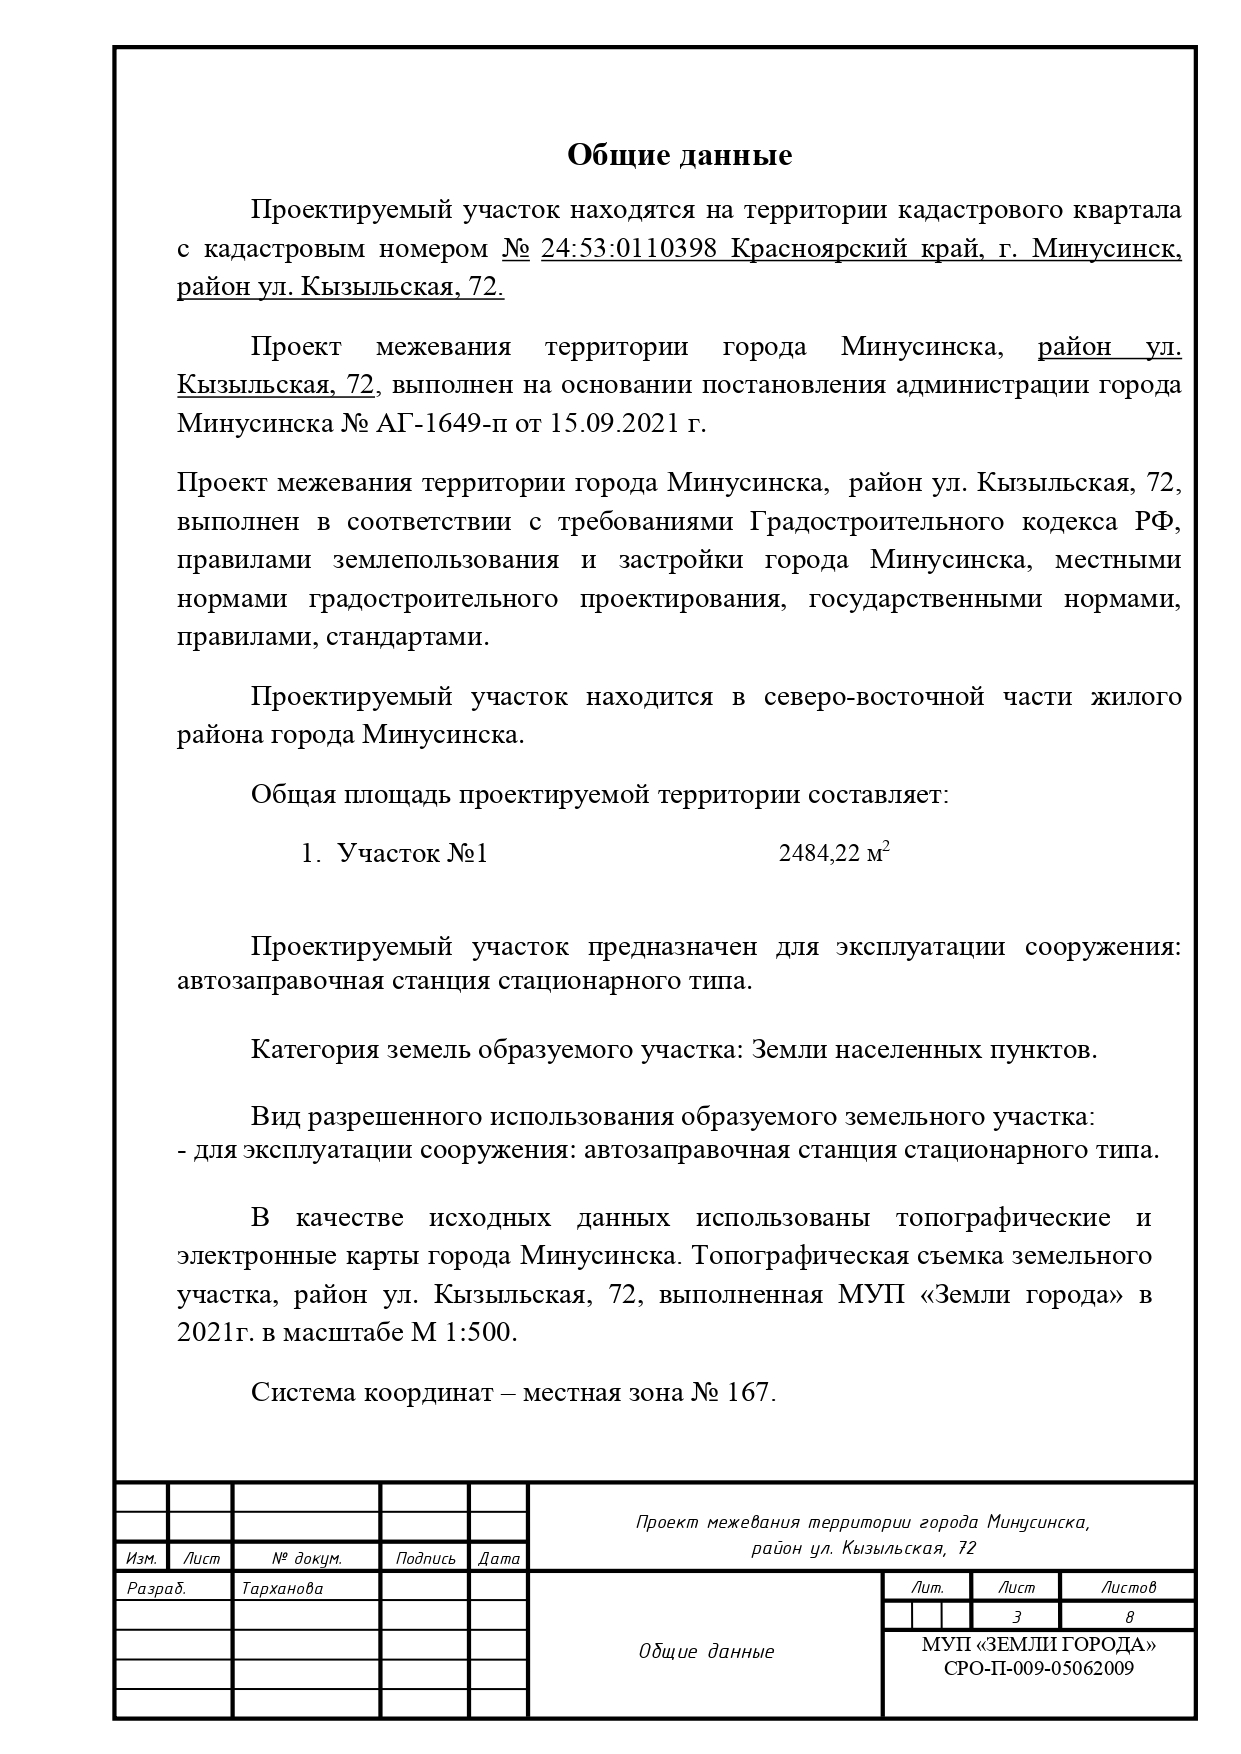 Общие данные
Проектируемый участок находятся на территории кадастрового квартала
с кадастровым номером № 24:53:0110398 Красноярский край, г. Минусинск,
район ул. Кызыльская, 72.
Проект межевания территории города Минусинска, район ул.
Кызыльская, 72, выполнен на основании постановления администрации города
Минусинска № АГ-1649-п от 15.09.2021 г.
Проект межевания территории города Минусинска, район ул. Кызыльская, 72,
выполнен в соответствии с требованиями Градостроительного кодекса РФ,
правилами землепользования и застройки города Минусинска, местными
нормами градостроительного проектирования, государственными нормами,
правилами, стандартами.
Проектируемый участок находится в северо-восточной части жилого
района города Минусинска.
Общая площадь проектируемой территории составляет:
1. Участок №1 2484,22 м²
Проектируемый участок предназначен для эксплуатации сооружения:
автозаправочная станция стационарного типа.
Категория земель образуемого участка: Земли населенных пунктов.
Вид разрешенного использования образуемого земельного участка:
- для эксплуатации сооружения: автозаправочная станция стационарного типа.
В качестве исходных данных использованы топографические и
электронные карты города Минусинска. Топографическая съемка земельного
участка, район ул. Кызыльская, 72, выполненная МУП «Земли города» в
2021г. в масштабе М 1:500.
Система координат – местная зона № 167.
Проект межевания территории города Минусинска,
район ул. Кызыльская, 72
Изм. Лист № докум. Подпись Дата
Разраб. Тарханова
Общие данные
Лит. Лист Листов
3 8
МУП «ЗЕМЛИ ГОРОДА»
СРО-П-009-05062009